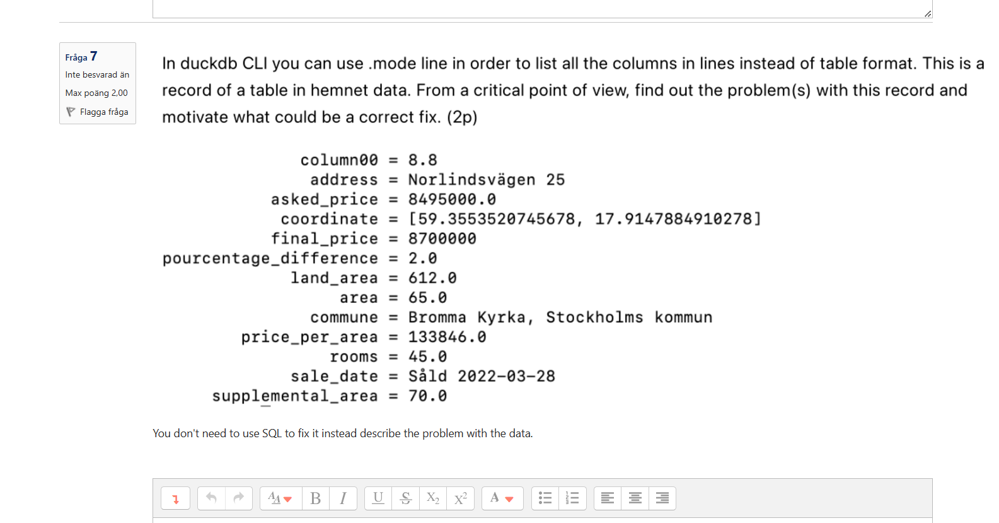 Fråga 7
Inte besvarad än
Max poäng 2,00
Flagga fråga
In duckdb CLI you can use .mode line in order to list all the columns in lines instead of table format. This is a
record of a table in hemnet data. From a critical point of view, find out the problem(s) with this record and
motivate what could be a correct fix. (2p)
column00 = 8.8
address = Norlindsvägen 25
asked_price = 8495000.0
coordinate = [59.3553520745678, 17.9147884910278]
final_price = 8700000
pourcentage_difference = 2.0
land_area = 612.0
area = 65.0
commune = Bromma Kyrka, Stockholms kommun
price_per_area = 133846.0
rooms = 45.0
sale_date = Såld 2022-03-28
supplemental_area = 70.0
You don't need to use SQL to fix it instead describe the problem with the data.
AA B I U S X2 X2 A